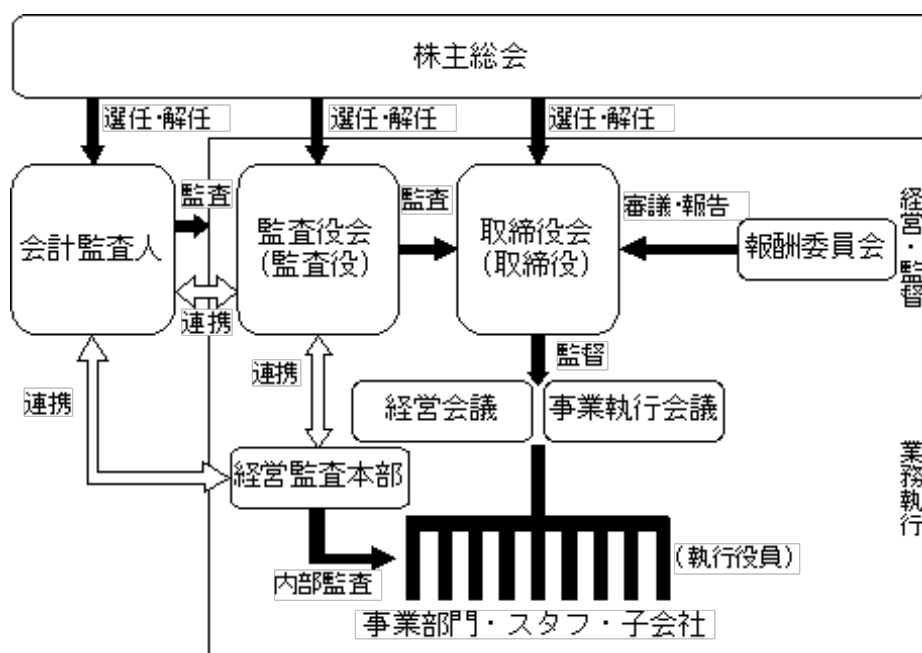 株主総会
選任･解任
選任･解任
選任･解任
会計監査人
監査
監査役会
(監査役)
監査
取締役会
(取締役)
審議･報告
報酬委員会
経営・監督
連携
連携
連携
監督
経営会議
事業執行会議
経営監査本部
業務執行
内部監査
(執行役員)
事業部門・スタフ・子会社